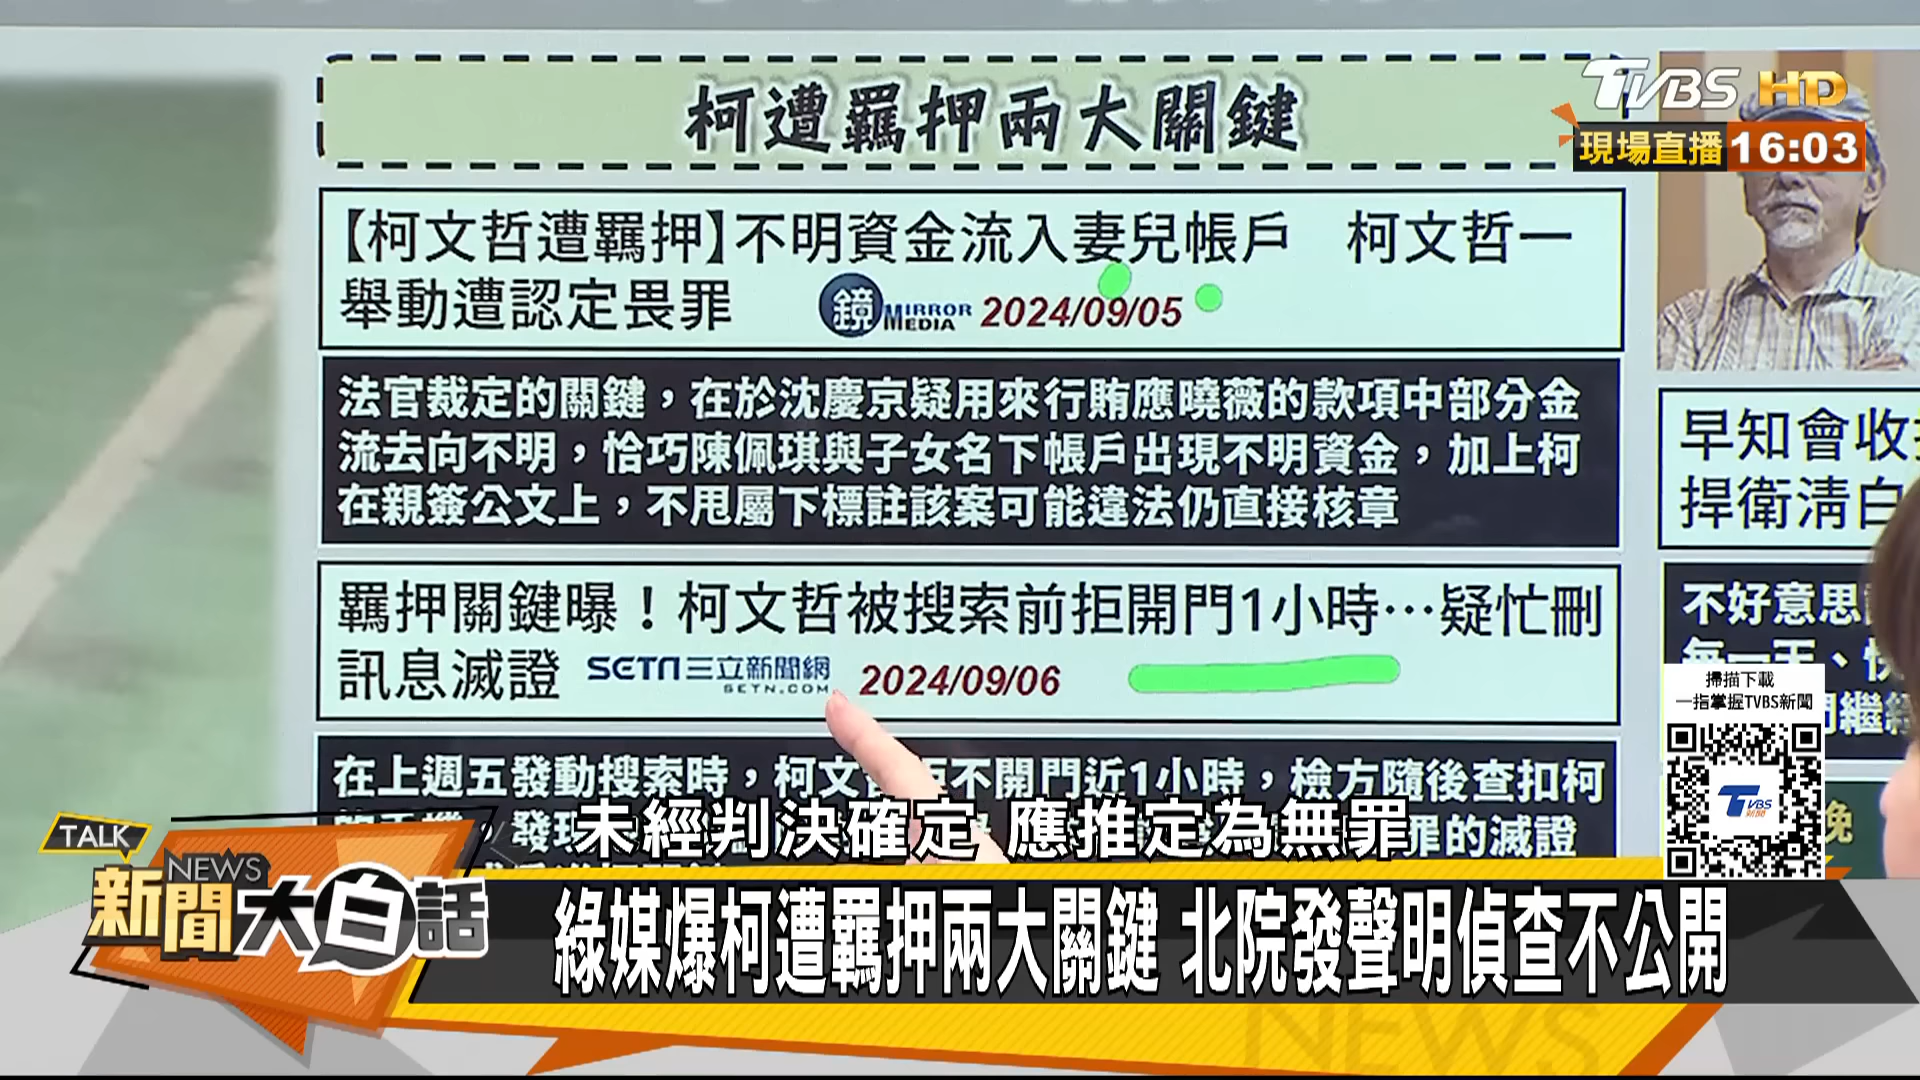 柯遭羈押兩大關鍵
TVBS HD
現場直播 16:03
【柯文哲遭羈押】不明資金流入妻兒帳戶 柯文哲一
舉動遭認定畏罪 鏡 MIRROR MEDIA 2024/09/05
法官裁定的關鍵，在於沈慶京疑用來行賄應曉薇的款項中部分金
流去向不明，恰巧陳佩琪與子女名下帳戶出現不明資金，加上柯
在親簽公文上，不甩屬下標註該案可能違法仍直接核章
羈押關鍵曝！柯文哲被搜索前拒開門1小時…疑忙刪
訊息滅證 SETN三立新聞網 SETN.COM 2024/09/06
在上週五發動搜索時，柯文 不開門近1小時，檢方隨後查扣柯
罪的滅證
早知會收
捍衛清白
不好意思
每一天、
繼
晚
掃描下載
一指掌握TVBS新聞
TVBS 新聞
未經判決確定 應推定為無罪
TALK
NEWS
新聞大白話
綠媒爆柯遭羈押兩大關鍵 北院發聲明偵查不公開
NEWS